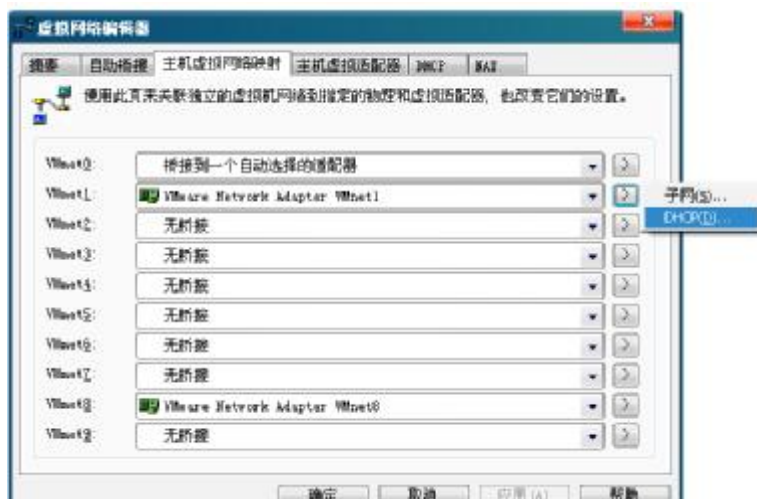 虚拟网络编辑器
摘要 自动桥接 主机虚拟网络映射 主机虚拟适配器 DHCP NAT
使用此页来关联独立的虚拟机网络到指定的物理和虚拟适配器，也改变它们的设置。
VMnet0: 桥接到一个自动选择的适配器
VMnet1: VMware Network Adapter VMnet1
子网(S)...
VMnet2: 无桥接
DHCP(D)...
VMnet3: 无桥接
VMnet4: 无桥接
VMnet5: 无桥接
VMnet6: 无桥接
VMnet7: 无桥接
VMnet8: VMware Network Adapter VMnet8
VMnet9: 无桥接
确定 取消 应用(A) 帮助